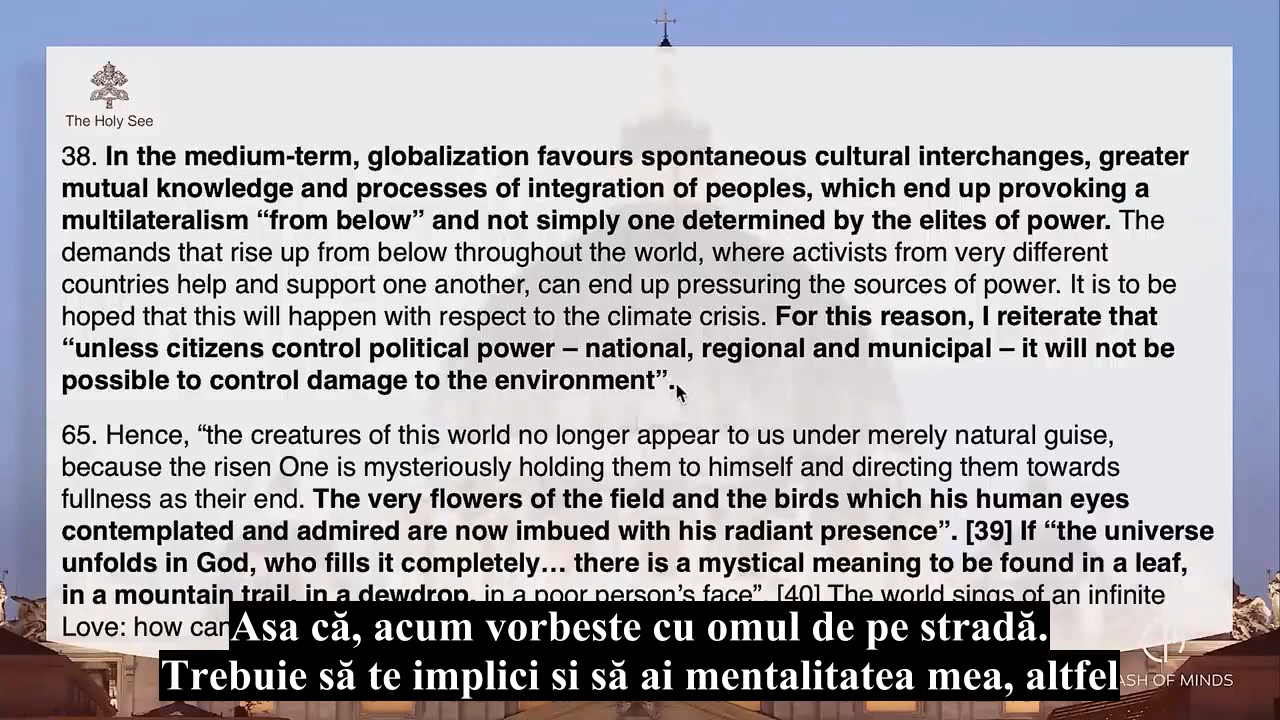 The Holy See
38. In the medium-term, globalization favours spontaneous cultural interchanges, greater
mutual knowledge and processes of integration of peoples, which end up provoking a
multilateralism “from below” and not simply one determined by the elites of power. The
demands that rise up from below throughout the world, where activists from very different
countries help and support one another, can end up pressuring the sources of power. It is to be
hoped that this will happen with respect to the climate crisis. For this reason, I reiterate that
“unless citizens control political power – national, regional and municipal – it will not be
possible to control damage to the environment”.
65. Hence, “the creatures of this world no longer appear to us under merely natural guise,
because the risen One is mysteriously holding them to himself and directing them towards
fullness as their end. The very flowers of the field and the birds which his human eyes
contemplated and admired are now imbued with his radiant presence”. [39] If “the universe
unfolds in God, who fills it completely… there is a mystical meaning to be found in a leaf,
in a mountain trail, in a dewdrop, in a poor person’s face”. [40] The world sings of an infinite
Love: how can
Asa că, acum vorbeste cu omul de pe stradă.
Trebuie să te implici si să ai mentalitatea mea, altfel
ASH OF MINDS